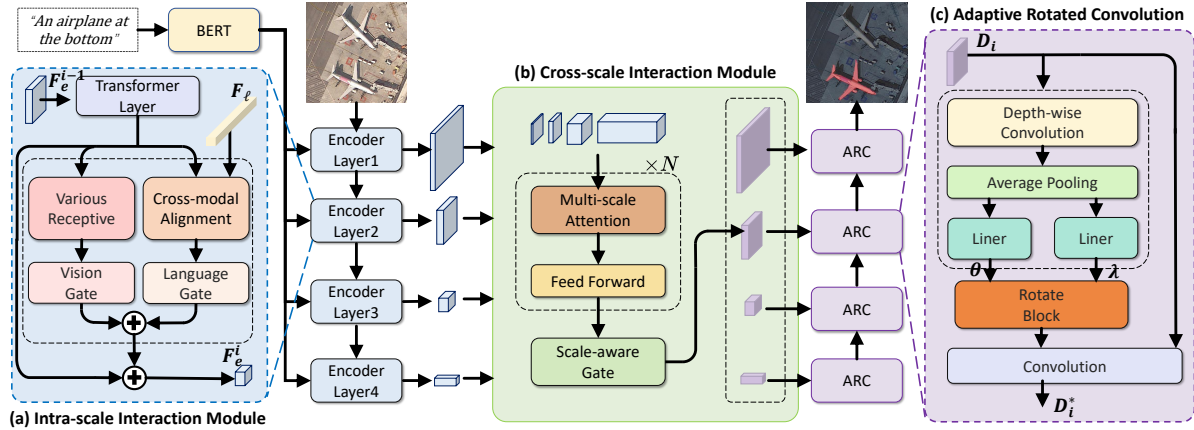 “An airplane at
the bottom”
BERT
F_e^{i-1}
Transformer
Layer
F_ℓ
Various
Receptive
Cross-modal
Alignment
Vision
Gate
Language
Gate
F_e^i
(a) Intra-scale Interaction Module
Encoder
Layer1
Encoder
Layer2
Encoder
Layer3
Encoder
Layer4
(b) Cross-scale Interaction Module
×N
Multi-scale
Attention
Feed Forward
Scale-aware
Gate
ARC
ARC
ARC
ARC
(c) Adaptive Rotated Convolution
D_i
Depth-wise
Convolution
Average Pooling
Liner
Liner
θ
λ
Rotate
Block
Convolution
D_i^*